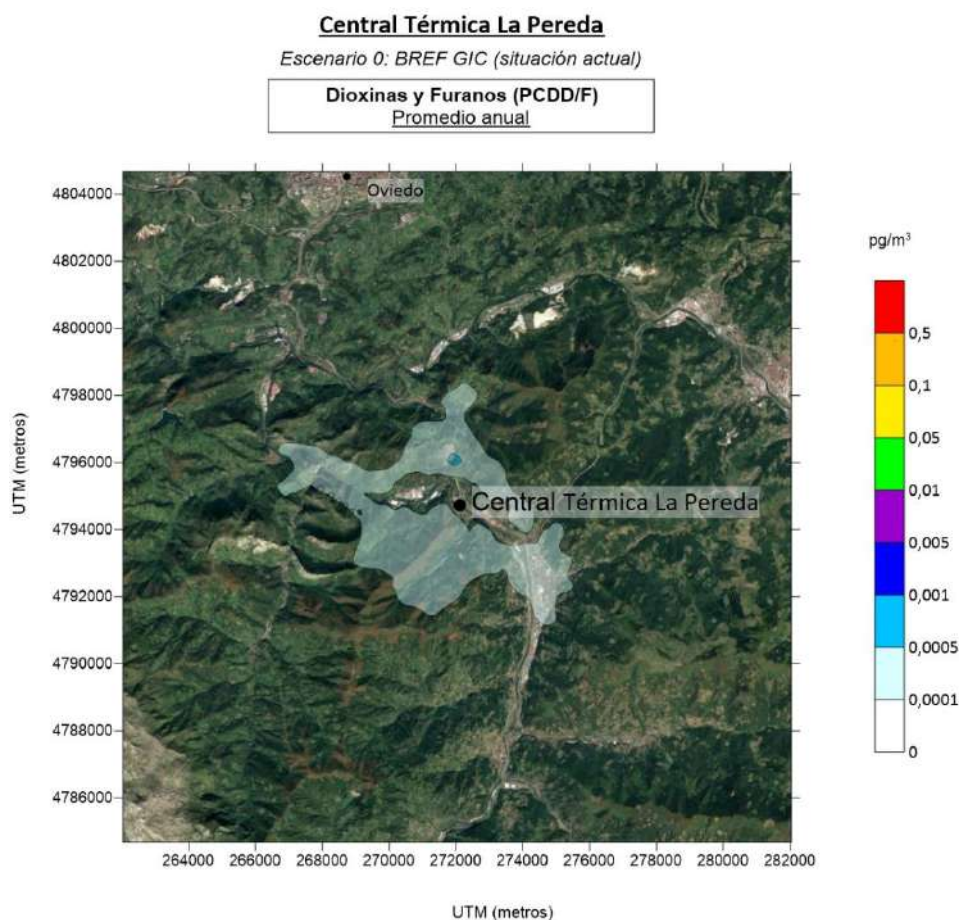 Central Térmica La Pereda
Escenario 0: BREF GIC (situación actual)
Dioxinas y Furanos (PCDD/F)
Promedio anual
4804000
4802000
4800000
4798000
4796000
4794000
4792000
4790000
4788000
4786000
UTM (metros)
Oviedo
Central Térmica La Pereda
264000 266000 268000 270000 272000 274000 276000 278000 280000 282000
UTM (metros)
pg/m³
0,5
0,1
0,05
0,01
0,005
0,001
0,0005
0,0001
0